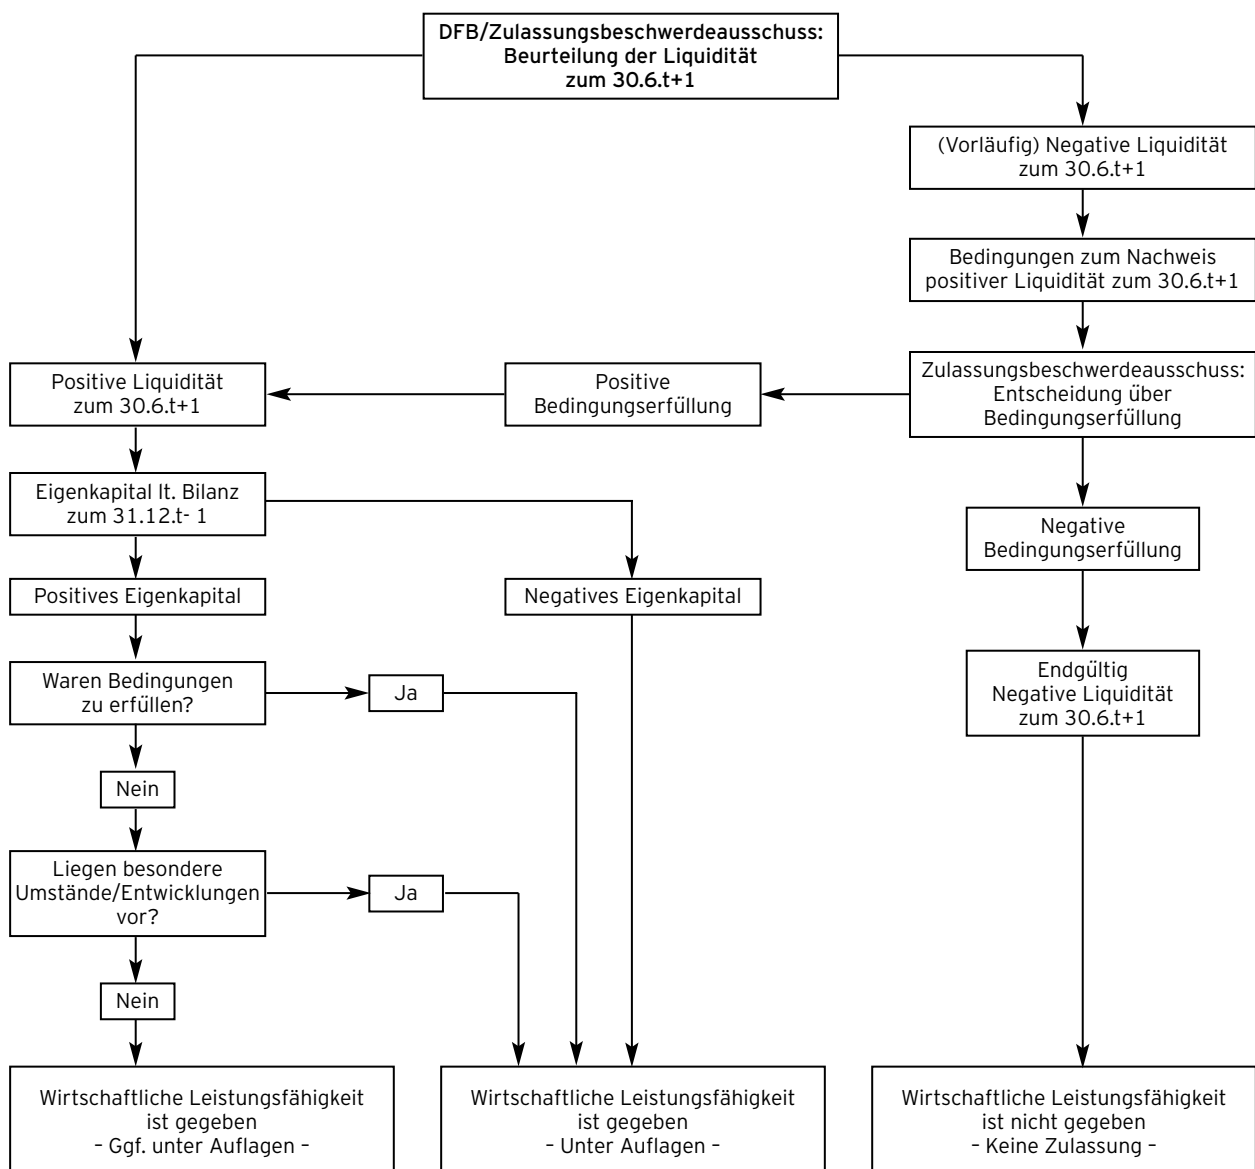 DFB/Zulassungsbeschwerdeausschuss:
Beurteilung der Liquidität
zum 30.6.t+1
(Vorläufig) Negative Liquidität
zum 30.6.t+1
Bedingungen zum Nachweis
positiver Liquidität zum 30.6.t+1
Positive Liquidität
zum 30.6.t+1
Positive
Bedingungserfüllung
Zulassungsbeschwerdeausschuss:
Entscheidung über
Bedingungserfüllung
Eigenkapital lt. Bilanz
zum 31.12.t- 1
Negative
Bedingungserfüllung
Positives Eigenkapital
Negatives Eigenkapital
Waren Bedingungen
zu erfüllen?
Ja
Endgültig
Negative Liquidität
zum 30.6.t+1
Nein
Liegen besondere
Umstände/Entwicklungen
vor?
Ja
Nein
Wirtschaftliche Leistungsfähigkeit
ist gegeben
– Ggf. unter Auflagen –
Wirtschaftliche Leistungsfähigkeit
ist gegeben
– Unter Auflagen –
Wirtschaftliche Leistungsfähigkeit
ist nicht gegeben
– Keine Zulassung –